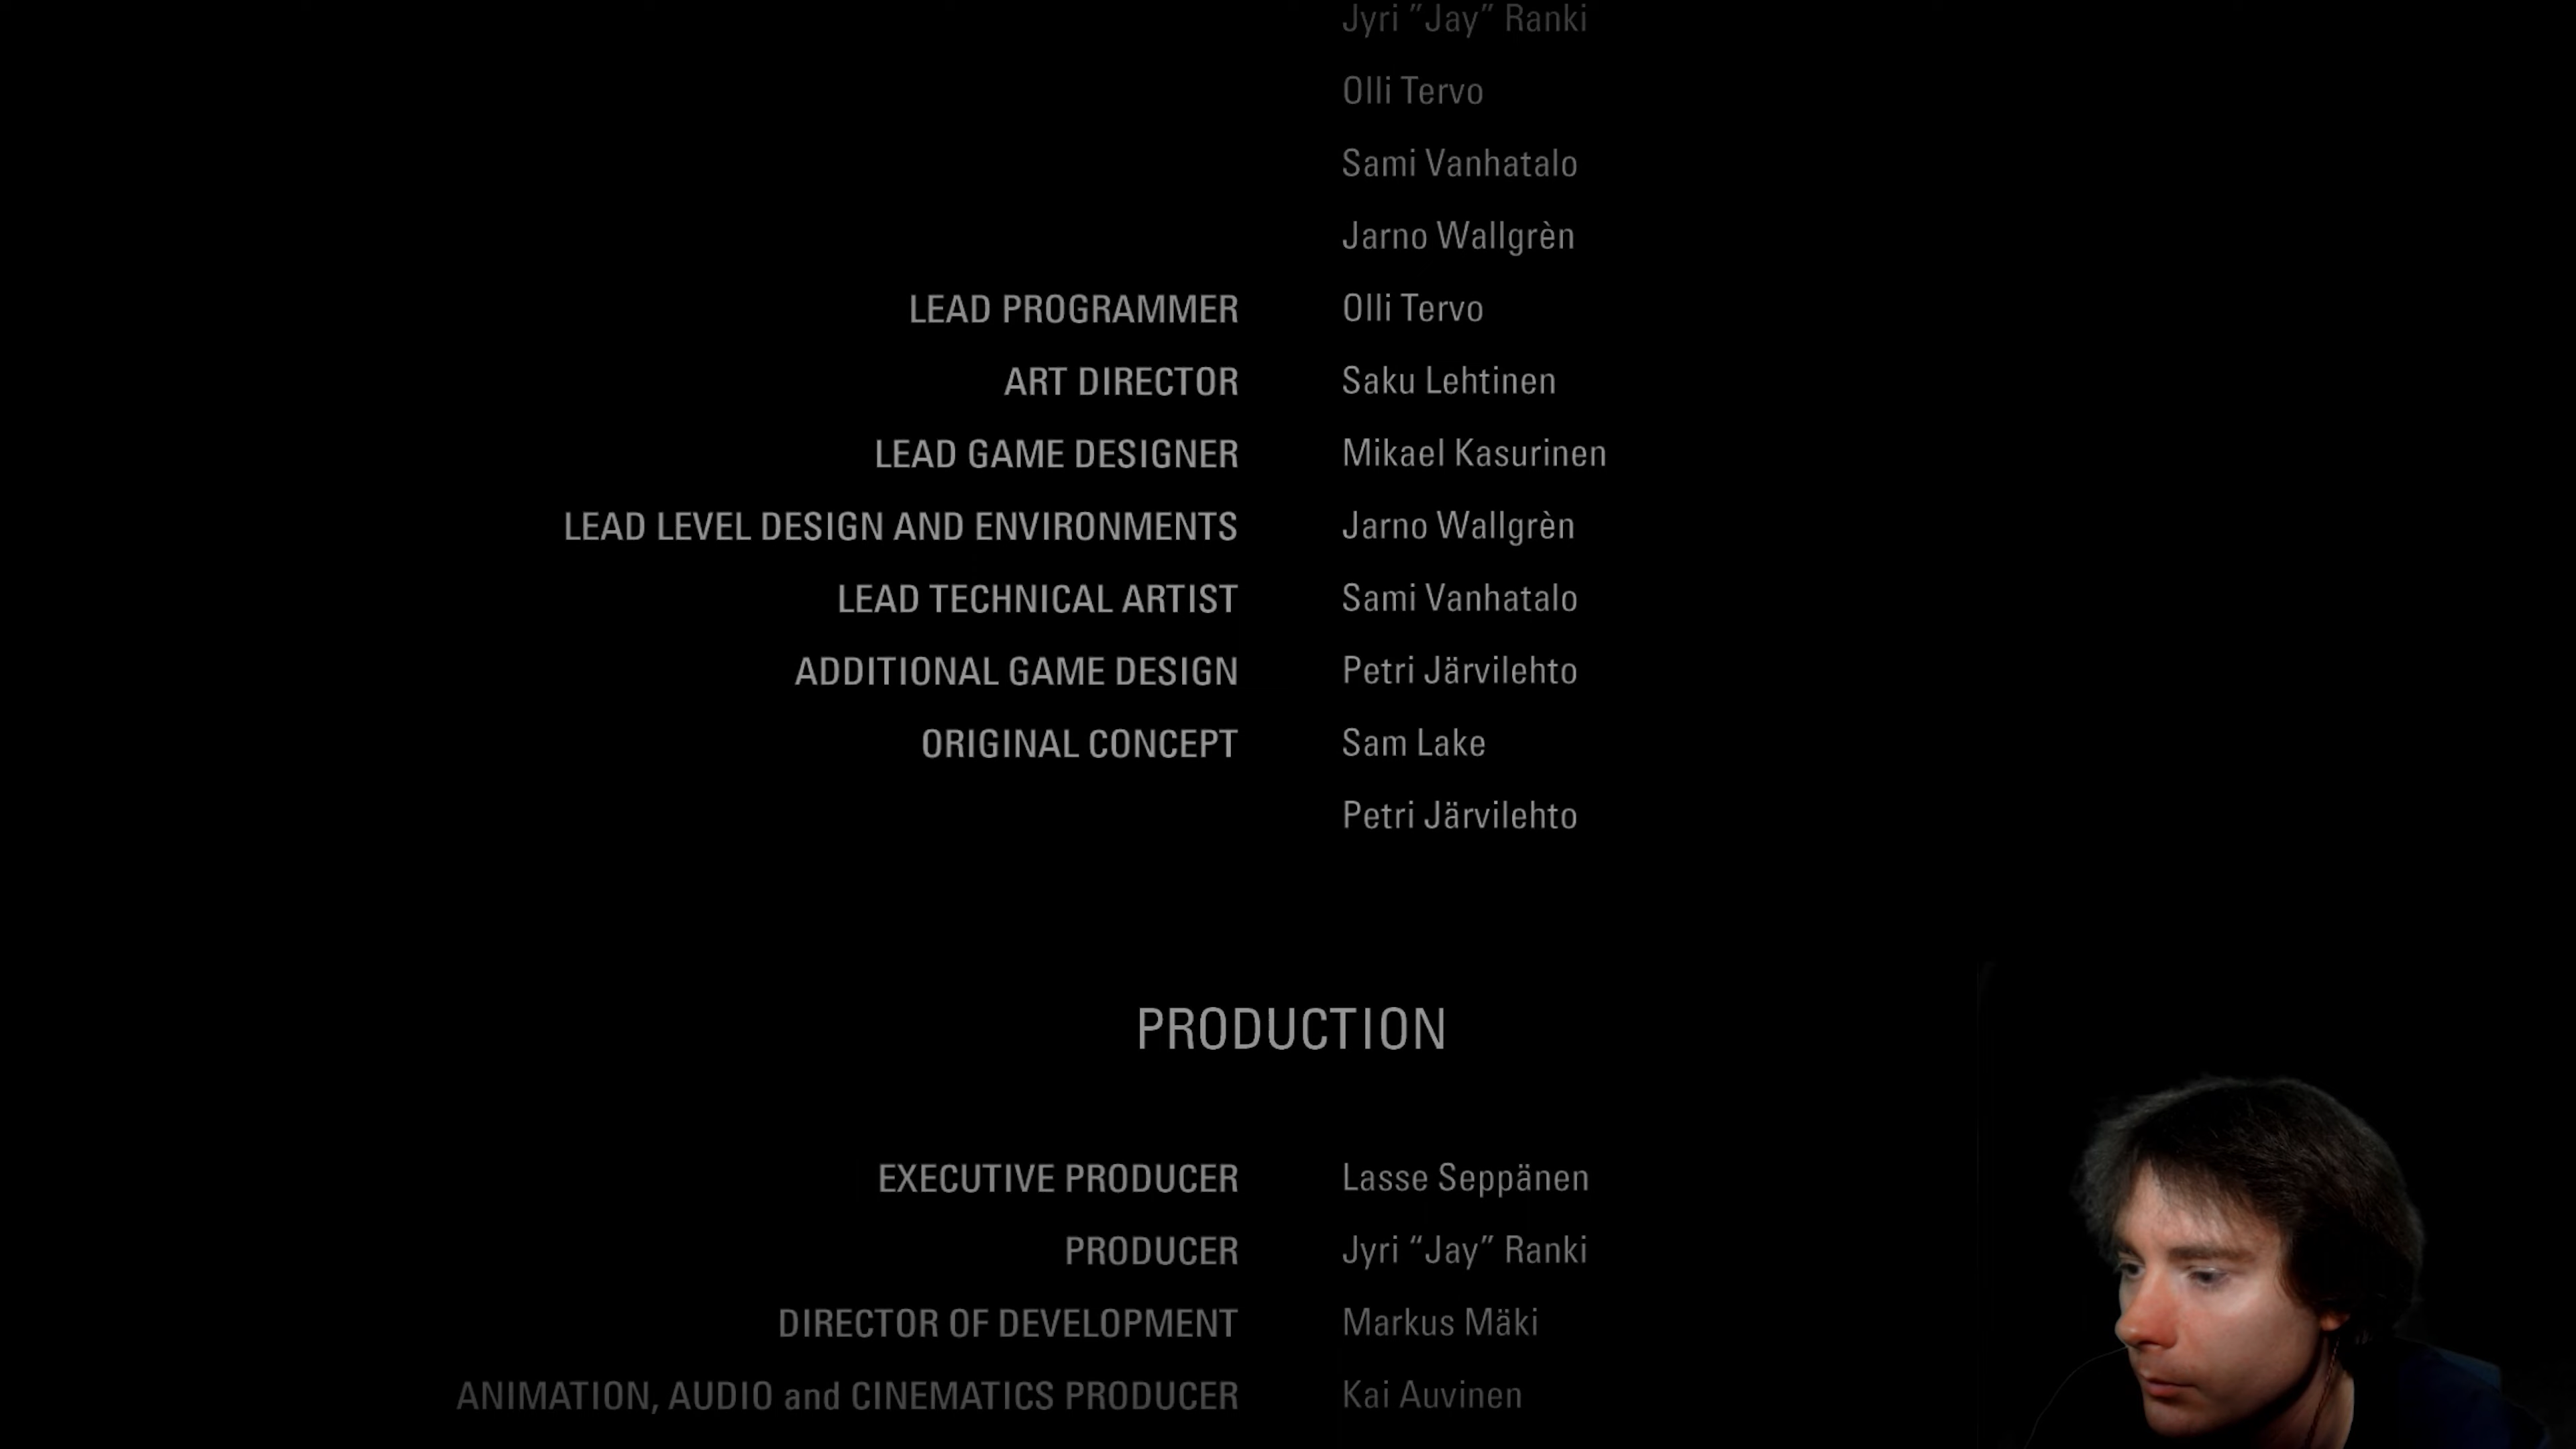 Jyri ”Jay” Ranki
Olli Tervo
Sami Vanhatalo
Jarno Wallgrèn
LEAD PROGRAMMER Olli Tervo
ART DIRECTOR Saku Lehtinen
LEAD GAME DESIGNER Mikael Kasurinen
LEAD LEVEL DESIGN AND ENVIRONMENTS Jarno Wallgrèn
LEAD TECHNICAL ARTIST Sami Vanhatalo
ADDITIONAL GAME DESIGN Petri Järvilehto
ORIGINAL CONCEPT Sam Lake
Petri Järvilehto
PRODUCTION
EXECUTIVE PRODUCER Lasse Seppänen
PRODUCER Jyri “Jay” Ranki
DIRECTOR OF DEVELOPMENT Markus Mäki
ANIMATION, AUDIO and CINEMATICS PRODUCER Kai Auvinen